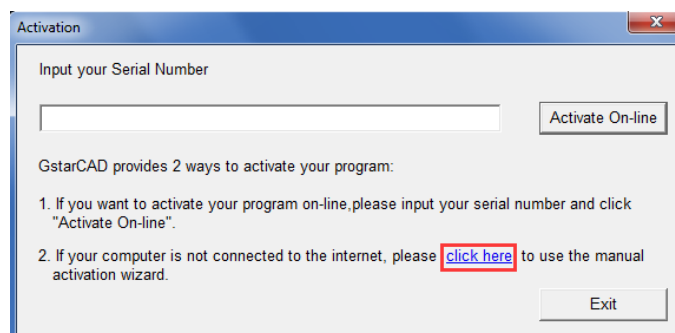 Activation
Input your Serial Number
Activate On-line
GstarCAD provides 2 ways to activate your program:
1. If you want to activate your program on-line,please input your serial number and click
"Activate On-line".
2. If your computer is not connected to the internet, please click here to use the manual
activation wizard.
Exit